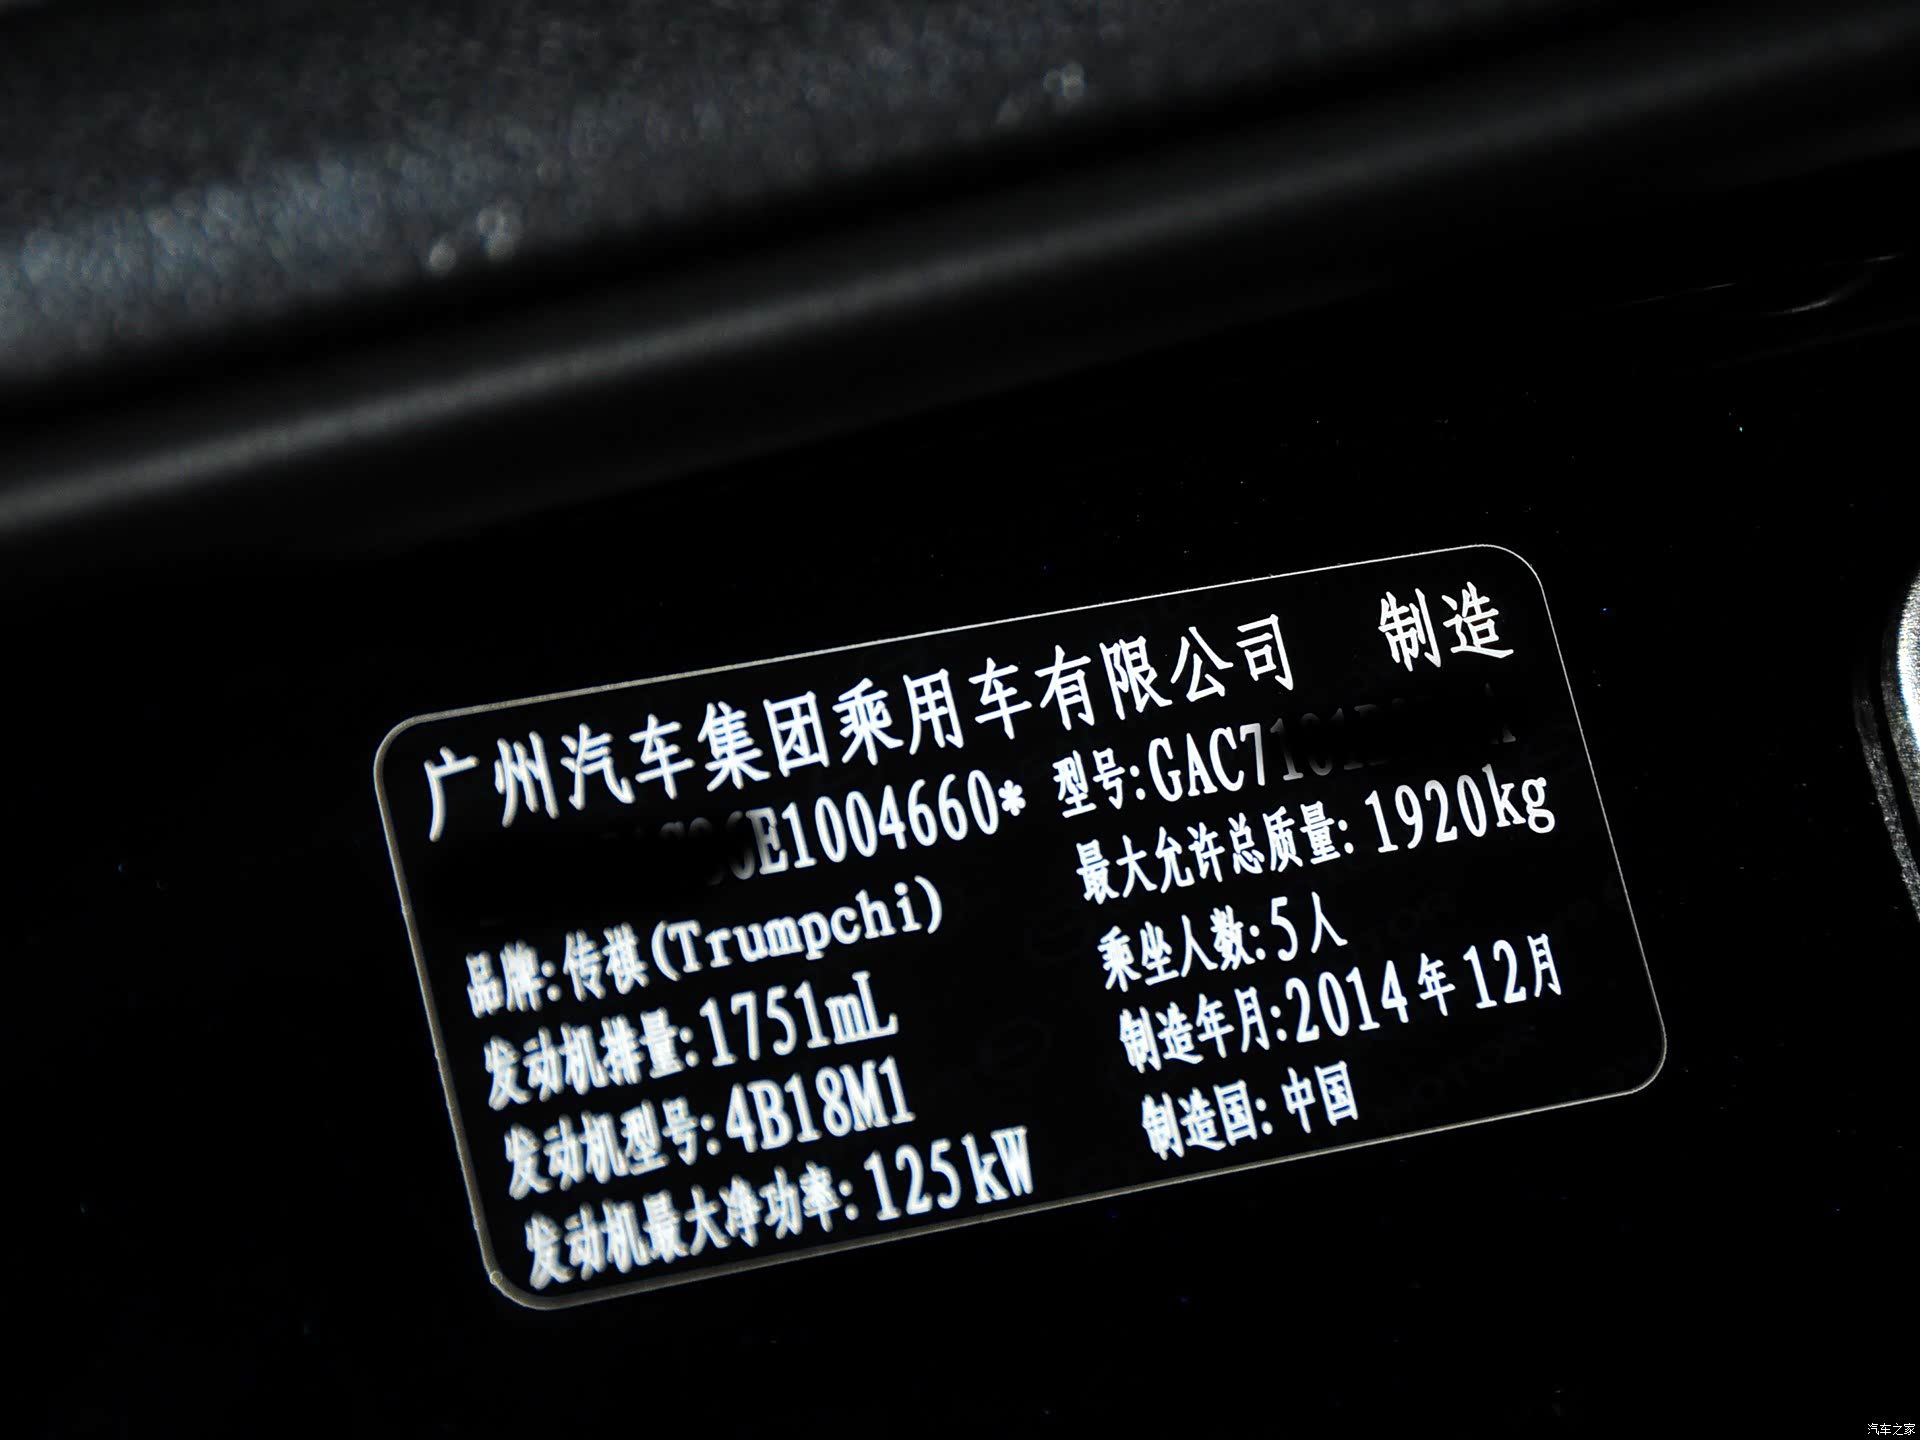 广州汽车集团乘用车有限公司 制造
E1004660*
型号:GAC7
品牌:传祺(Trumpchi)
最大允许总质量:1920kg
发动机排量:1751mL
乘坐人数:5人
发动机型号:4B18M1
制造年月:2014年12月
发动机最大净功率:125kW
制造国:中国
汽车之家